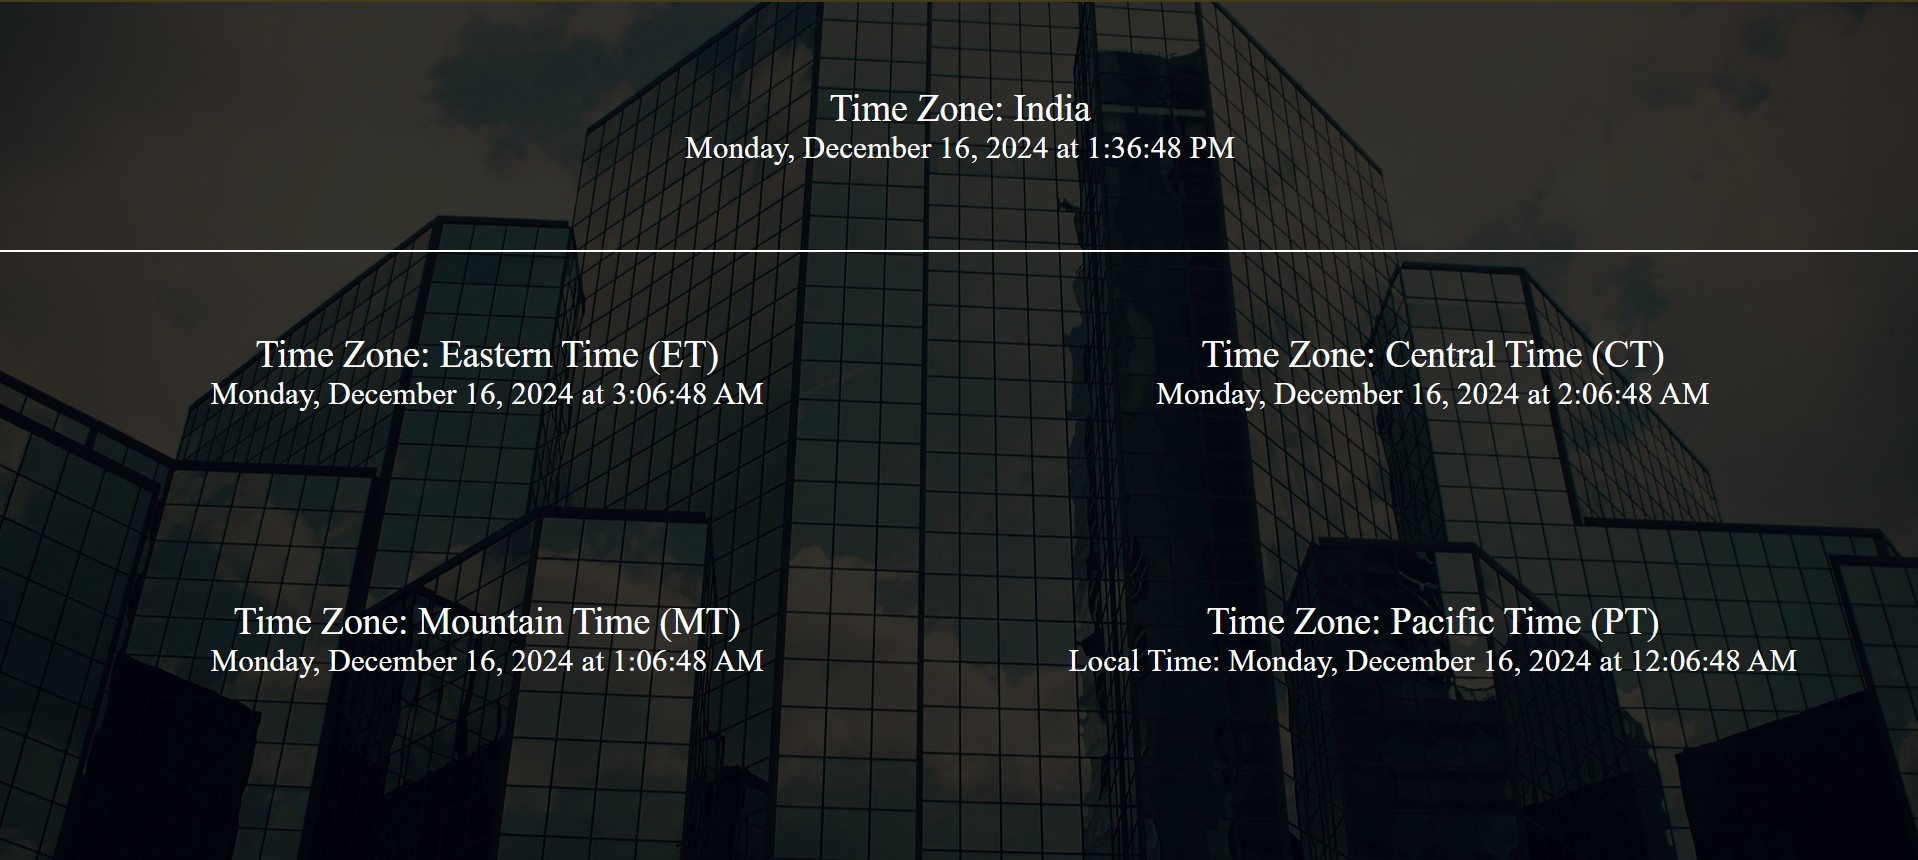 Time Zone: India
Monday, December 16, 2024 at 1:36:48 PM
Time Zone: Eastern Time (ET)
Monday, December 16, 2024 at 3:06:48 AM
Time Zone: Central Time (CT)
Monday, December 16, 2024 at 2:06:48 AM
Time Zone: Mountain Time (MT)
Monday, December 16, 2024 at 1:06:48 AM
Time Zone: Pacific Time (PT)
Local Time: Monday, December 16, 2024 at 12:06:48 AM